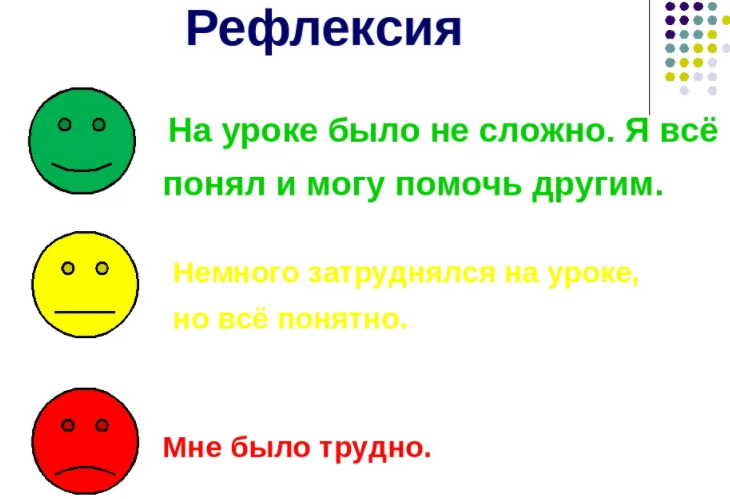 Рефлексия
На уроке было не сложно. Я всё
понял и могу помочь другим.
Немного затруднялся на уроке,
но всё понятно.
Мне было трудно.